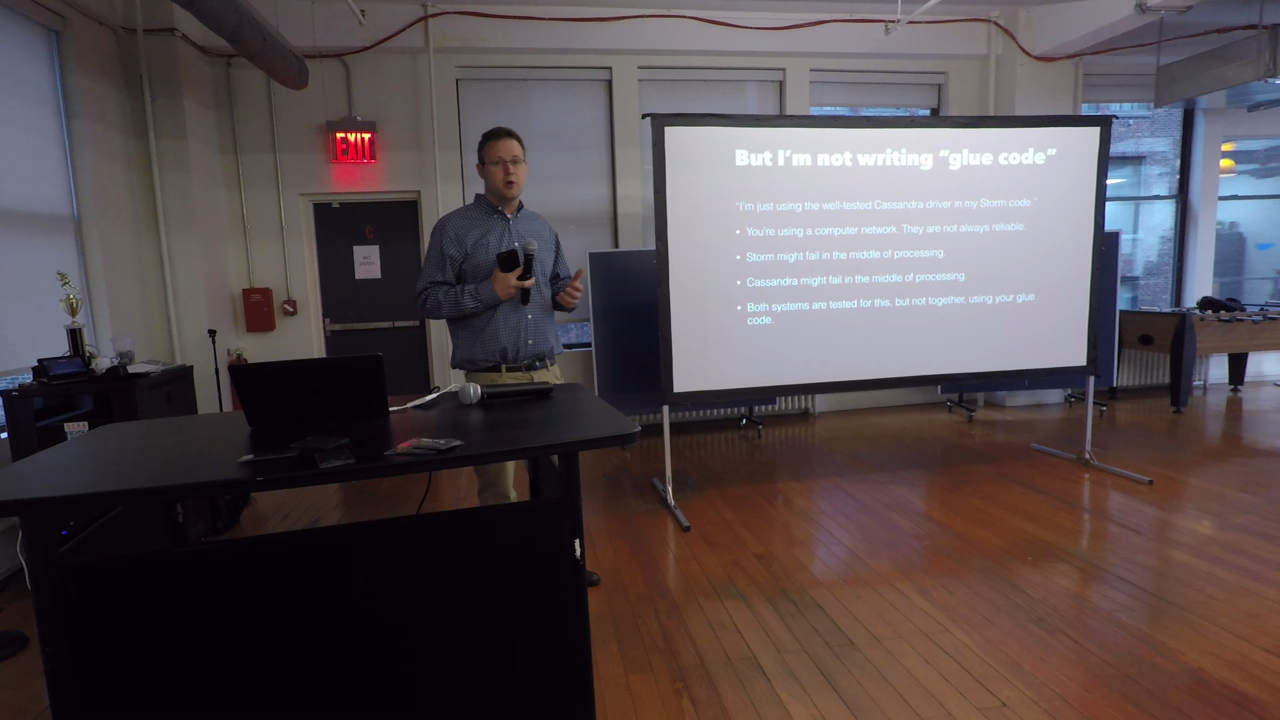 EXIT
But I'm not writing "glue code"
"I'm just using the well-tested Cassandra driver in my Storm code."
• You're using a computer network. They are not always reliable.
• Storm might fail in the middle of processing.
• Cassandra might fail in the middle of processing.
• Both systems are tested for this, but not together, using your glue
code.